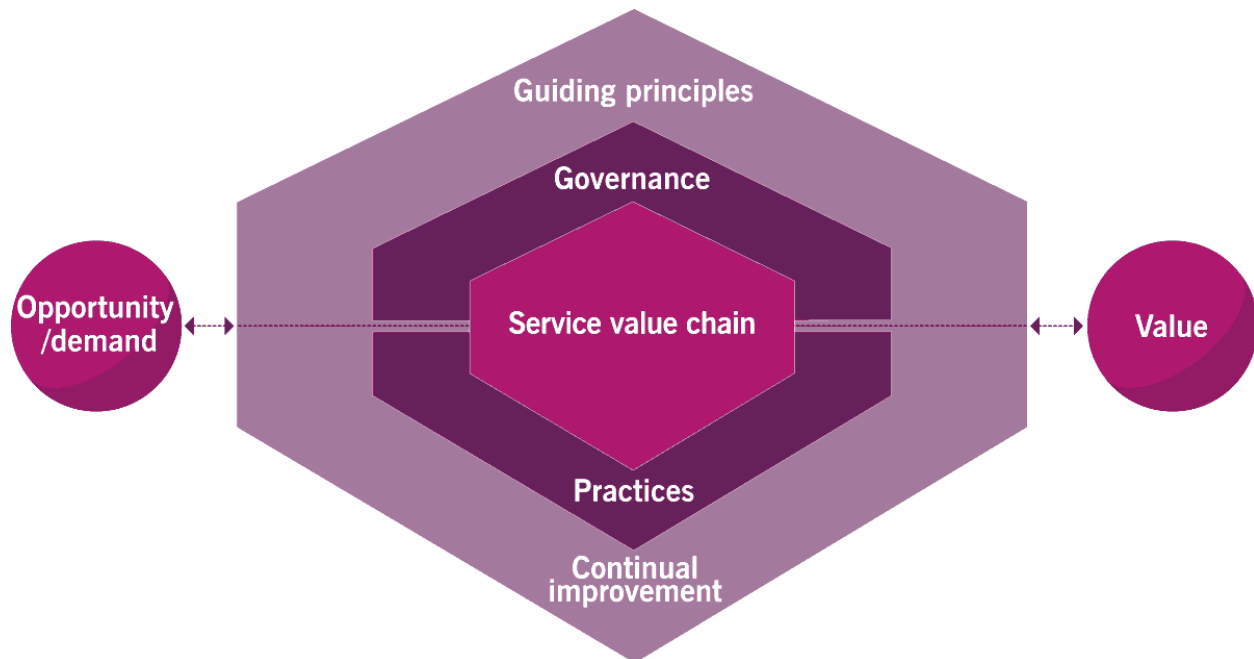 Guiding principles
Governance
Opportunity
/demand
Service value chain
Value
Practices
Continual
improvement